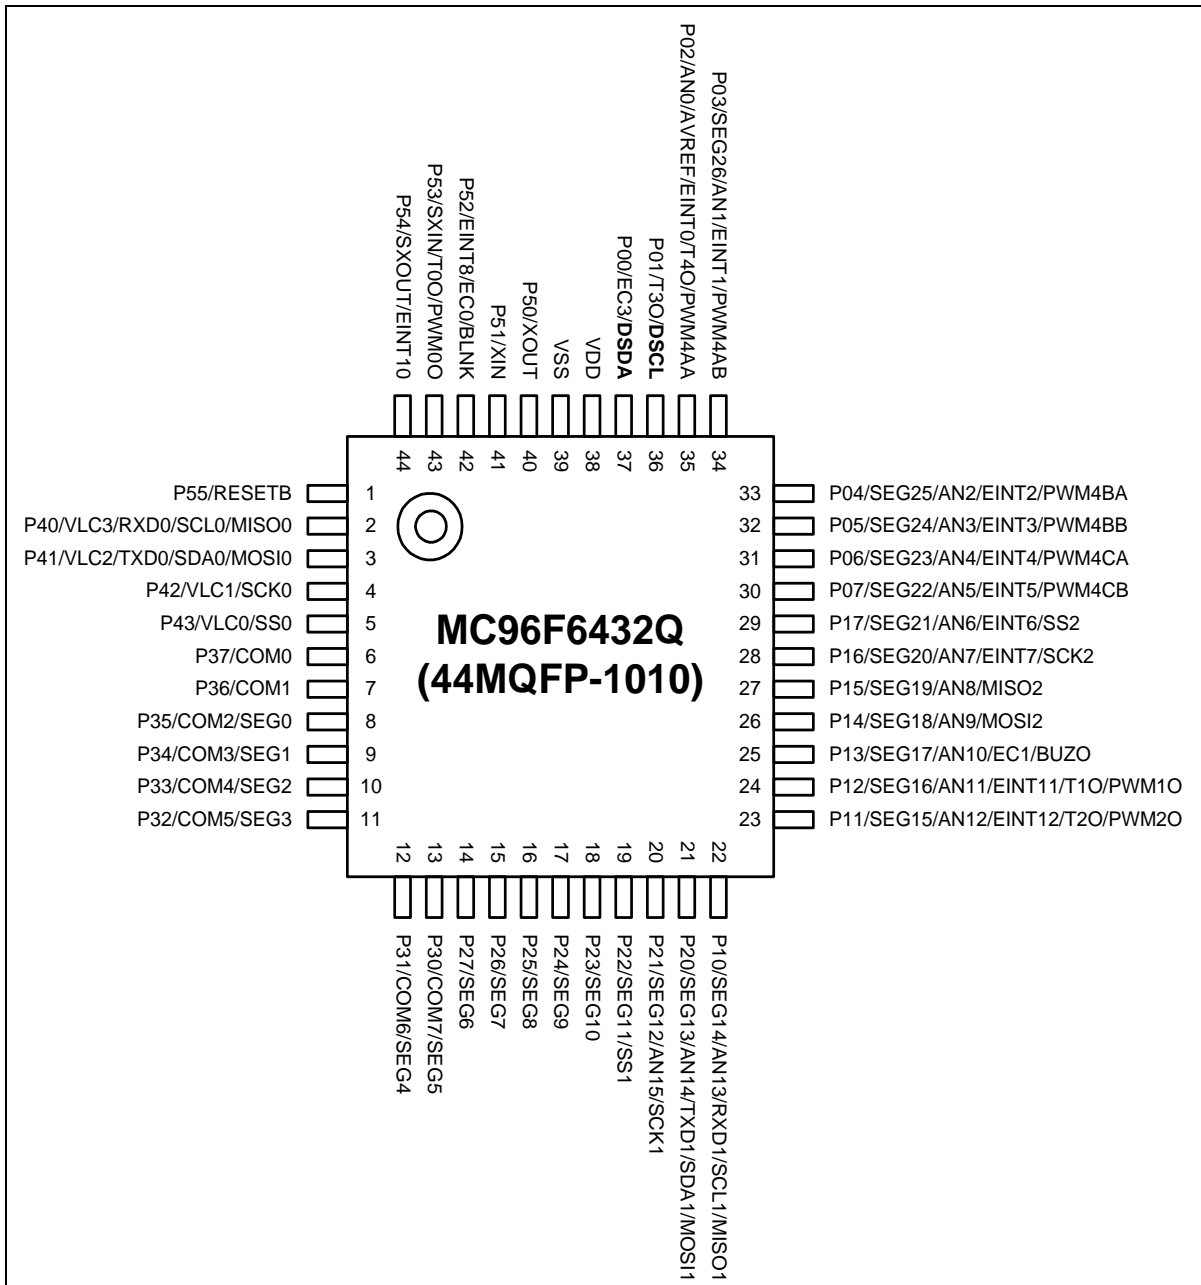 P54/SXOUT/EINT10
P53/SXIN/T0O/PWM0O
P52/EINT8/EC0/BLNK
P51/XIN
P50/XOUT
VSS
VDD
P00/EC3/DSDA
P01/T3O/DSCL
P02/AN0/AVREF/EINT0/T4O/PWM4AA
P03/SEG26/AN1/EINT1/PWM4AB
44
43
42
41
40
39
38
37
36
35
34
P55/RESETB 1
P40/VLC3/RXD0/SCL0/MISO0 2
P41/VLC2/TXD0/SDA0/MOSI0 3
P42/VLC1/SCK0 4
P43/VLC0/SS0 5
P37/COM0 6
P36/COM1 7
P35/COM2/SEG0 8
P34/COM3/SEG1 9
P33/COM4/SEG2 10
P32/COM5/SEG3 11
MC96F6432Q
(44MQFP-1010)
33 P04/SEG25/AN2/EINT2/PWM4BA
32 P05/SEG24/AN3/EINT3/PWM4BB
31 P06/SEG23/AN4/EINT4/PWM4CA
30 P07/SEG22/AN5/EINT5/PWM4CB
29 P17/SEG21/AN6/EINT6/SS2
28 P16/SEG20/AN7/EINT7/SCK2
27 P15/SEG19/AN8/MISO2
26 P14/SEG18/AN9/MOSI2
25 P13/SEG17/AN10/EC1/BUZO
24 P12/SEG16/AN11/EINT11/T1O/PWM1O
23 P11/SEG15/AN12/EINT12/T2O/PWM2O
12
13
14
15
16
17
18
19
20
21
22
P31/COM6/SEG4
P30/COM7/SEG5
P27/SEG6
P26/SEG7
P25/SEG8
P24/SEG9
P23/SEG10
P22/SEG11/SS1
P21/SEG12/AN15/SCK1
P20/SEG13/AN14/TXD1/SDA1/MOSI1
P10/SEG14/AN13/RXD1/SCL1/MISO1